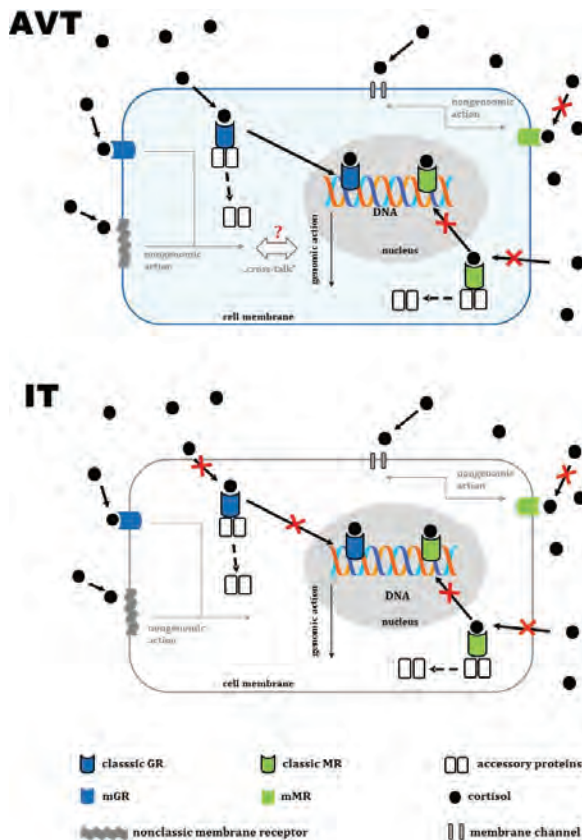 AVT
nongenomic
action
DNA
nongenomic
action
?
„cross-talk"
genomic action
nucleus
cell membrane
IT
nongenomic
action
DNA
nongenomic
action
genomic action
nucleus
cell membrane
classsic GR
classic MR
accessory proteins
mGR
mMR
cortisol
nonclassic membrane receptor
membrane channel